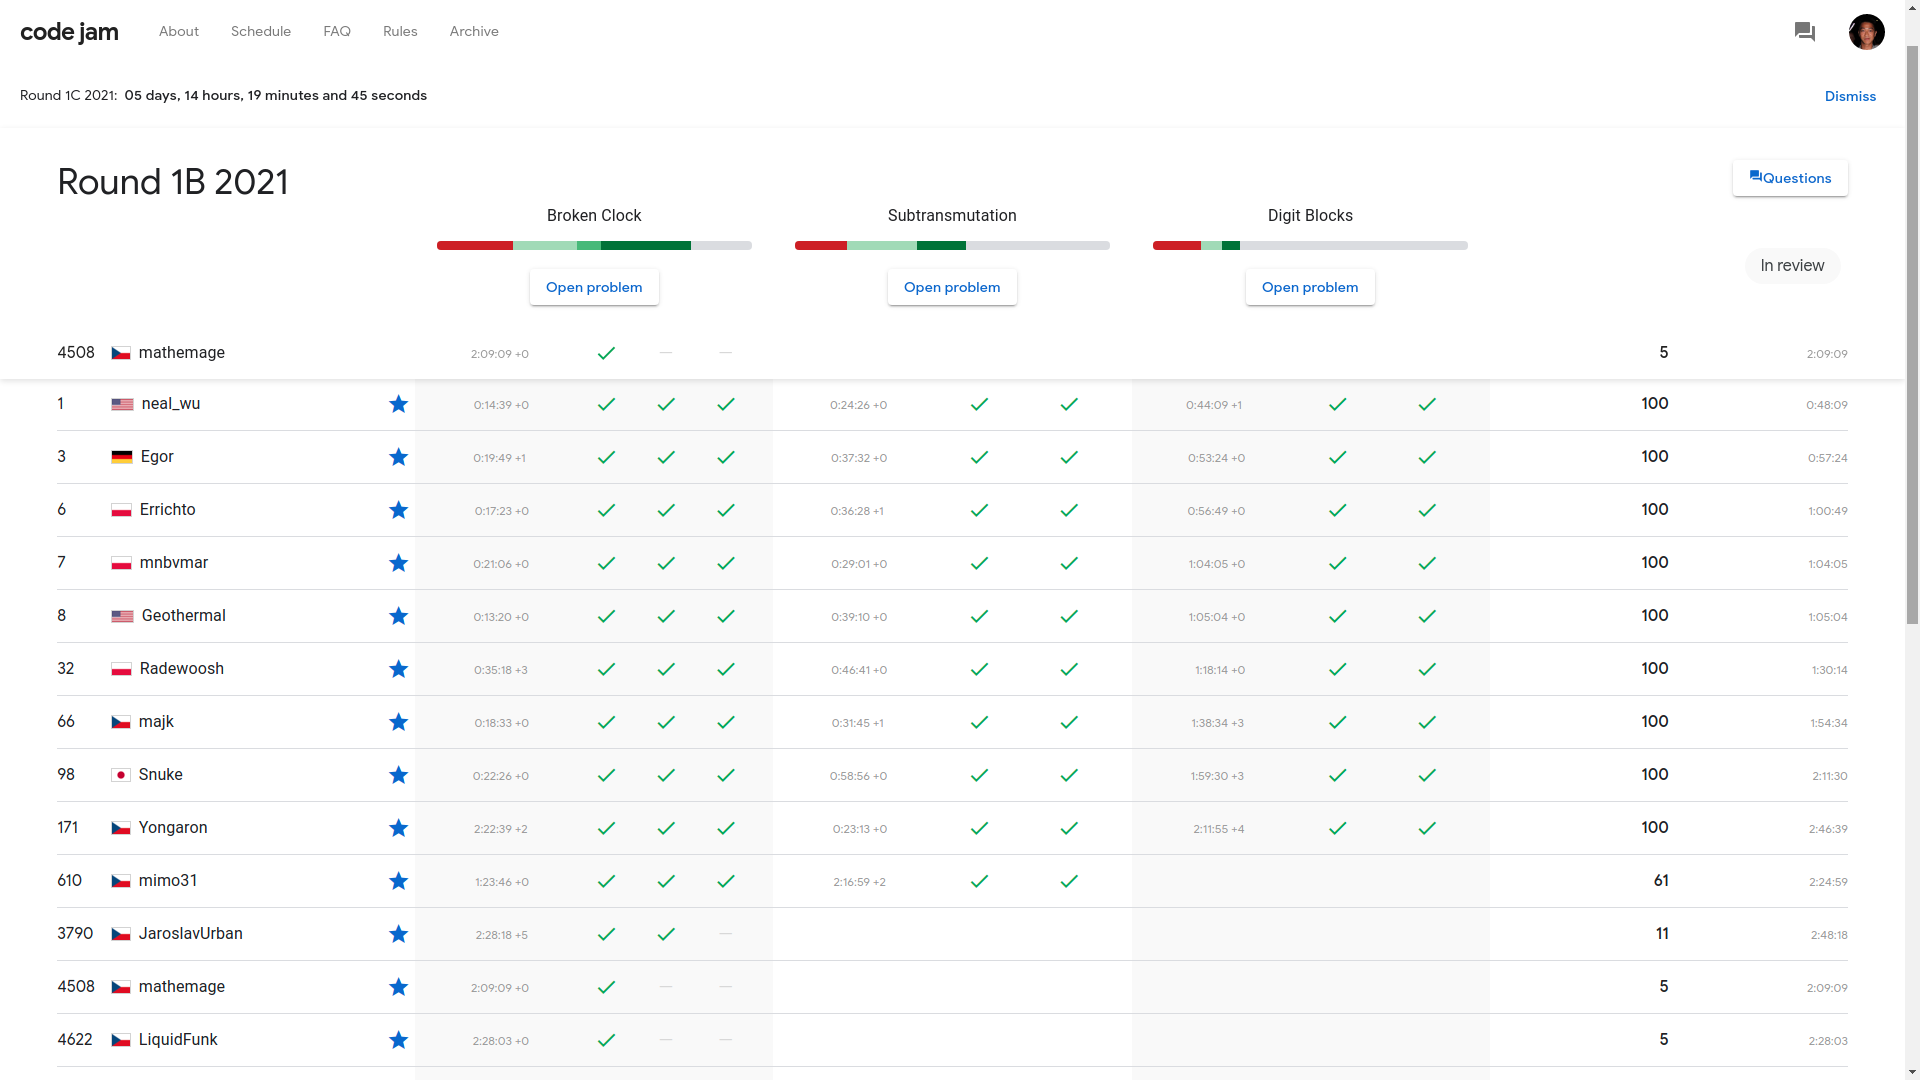 code jam About Schedule FAQ Rules Archive
Round 1C 2021: 05 days, 14 hours, 19 minutes and 45 seconds Dismiss
Round 1B 2021 Questions
Broken Clock Subtransmutation Digit Blocks
In review
Open problem Open problem Open problem
4508 mathemage 2:09:09 +0 5 2:09:09
1 neal_wu 0:14:39 +0 0:24:26 +0 0:44:09 +1 100 0:48:09
3 Egor 0:19:49 +1 0:37:32 +0 0:53:24 +0 100 0:57:24
6 Errichto 0:17:23 +0 0:36:28 +1 0:56:49 +0 100 1:00:49
7 mnbvmar 0:21:06 +0 0:29:01 +0 1:04:05 +0 100 1:04:05
8 Geothermal 0:13:20 +0 0:39:10 +0 1:05:04 +0 100 1:05:04
32 Radewoosh 0:35:18 +3 0:46:41 +0 1:18:14 +0 100 1:30:14
66 majk 0:18:33 +0 0:31:45 +1 1:38:34 +3 100 1:54:34
98 Snuke 0:22:26 +0 0:58:56 +0 1:59:30 +3 100 2:11:30
171 Yongaron 2:22:39 +2 0:23:13 +0 2:11:55 +4 100 2:46:39
610 mimo31 1:23:46 +0 2:16:59 +2 61 2:24:59
3790 JaroslavUrban 2:28:18 +5 11 2:48:18
4508 mathemage 2:09:09 +0 5 2:09:09
4622 LiquidFunk 2:28:03 +0 5 2:28:03